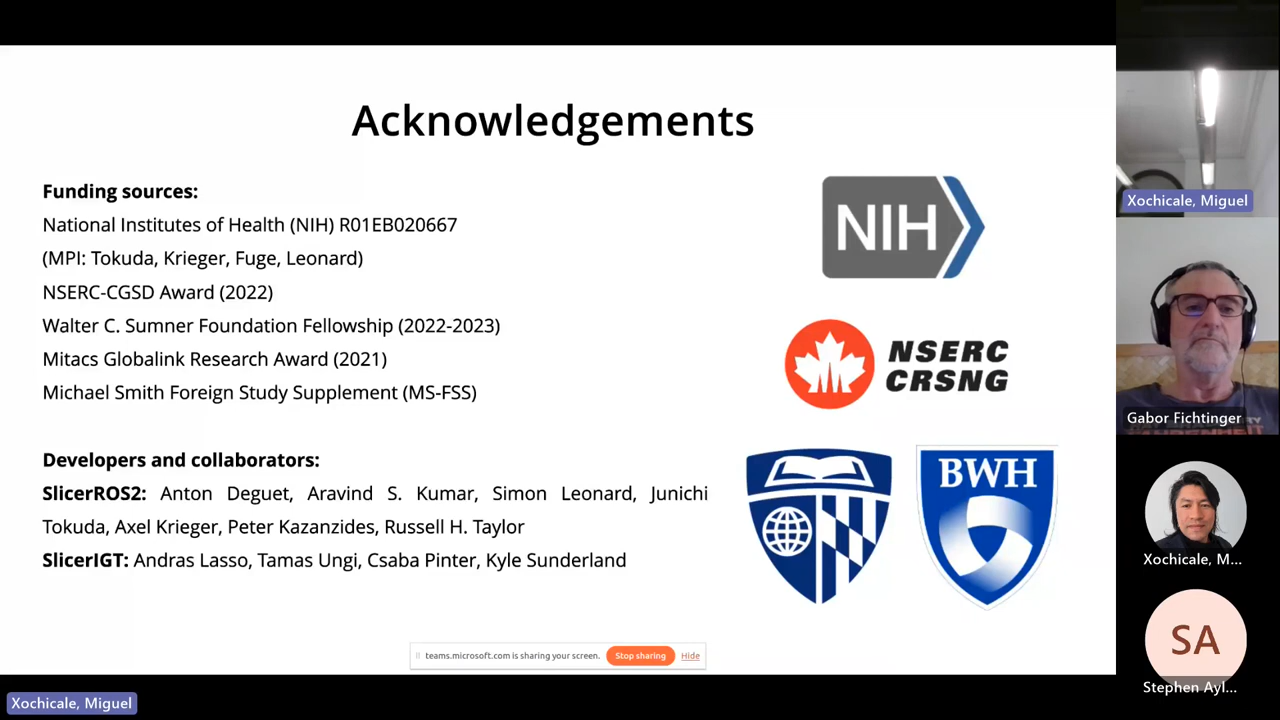 Acknowledgements
Funding sources:
National Institutes of Health (NIH) R01EB020667
(MPI: Tokuda, Krieger, Fuge, Leonard)
NSERC-CGSD Award (2022)
Walter C. Sumner Foundation Fellowship (2022-2023)
Mitacs Globalink Research Award (2021)
Michael Smith Foreign Study Supplement (MS-FSS)
Developers and collaborators:
SlicerROS2: Anton Deguet, Aravind S. Kumar, Simon Leonard, Junichi
Tokuda, Axel Krieger, Peter Kazanzides, Russell H. Taylor
SlicerIGT: Andras Lasso, Tamas Ungi, Csaba Pinter, Kyle Sunderland
NIH
NSERC
CRSNG
BWH
teams.microsoft.com is sharing your screen. Stop sharing Hide
Xochicale, Miguel
Xochicale, Miguel
Gabor Fichtinger
Xochicale, M...
SA
Stephen Ayl...